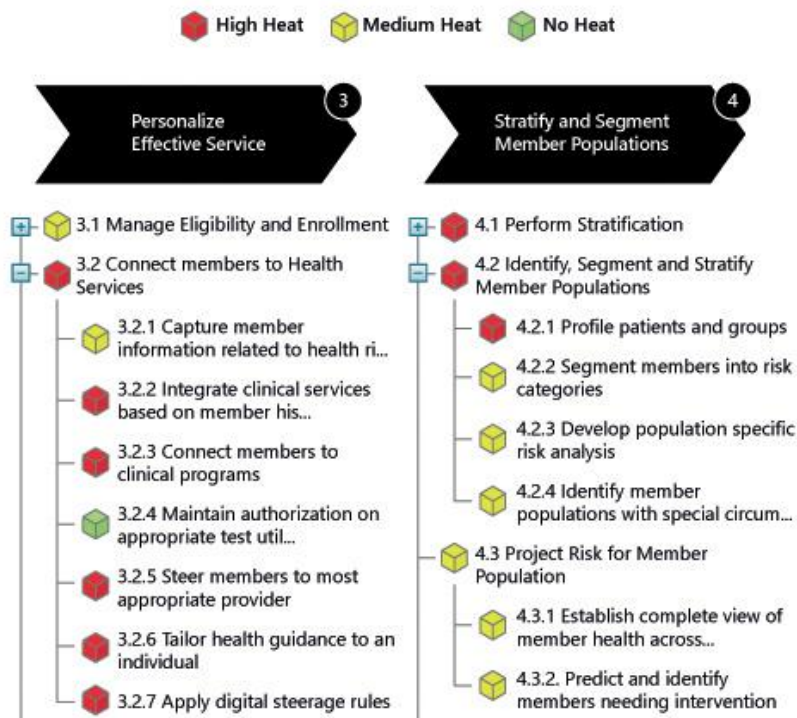 High Heat
Medium Heat
No Heat
3
Personalize
Effective Service
3.1 Manage Eligibility and Enrollment
3.2 Connect members to Health
Services
3.2.1 Capture member
information related to health ri...
3.2.2 Integrate clinical services
based on member his...
3.2.3 Connect members to
clinical programs
3.2.4 Maintain authorization on
appropriate test util...
3.2.5 Steer members to most
appropriate provider
3.2.6 Tailor health guidance to an
individual
3.2.7 Apply digital steerage rules
4
Stratify and Segment
Member Populations
4.1 Perform Stratification
4.2 Identify, Segment and Stratify
Member Populations
4.2.1 Profile patients and groups
4.2.2 Segment members into risk
categories
4.2.3 Develop population specific
risk analysis
4.2.4 Identify member
populations with special circum...
4.3 Project Risk for Member
Population
4.3.1 Establish complete view of
member health across...
4.3.2. Predict and identify
members needing intervention